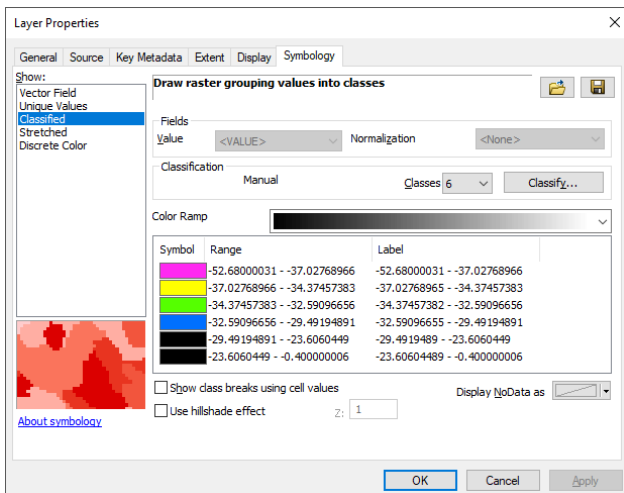 Layer Properties
General Source Key Metadata Extent Display Symbology
Show:
Vector Field
Unique Values
Classified
Stretched
Discrete Color
Draw raster grouping values into classes
Fields
Value <VALUE> Normalization <None>
Classification
Manual Classes 6 Classify...
Color Ramp
Symbol Range Label
-52.68000031 - -37.02768966 -52.68000031 - -37.02768966
-37.02768966 - -34.37457383 -37.02768965 - -34.37457383
-34.37457383 - -32.59096656 -34.37457382 - -32.59096656
-32.59096656 - -29.49194891 -32.59096655 - -29.49194891
-29.49194891 - -23.6060449 -29.4919489 - -23.6060449
-23.6060449 - -0.400000006 -23.60604489 - -0.400000006
Show class breaks using cell values Display NoData as
Use hillshade effect Z: 1
About symbology
OK Cancel Apply